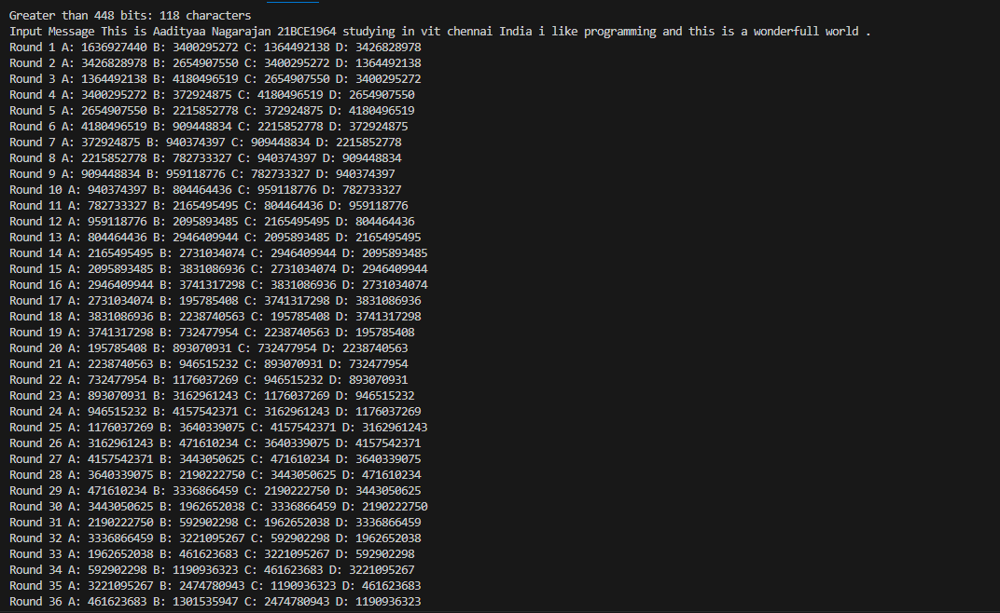 Greater than 448 bits: 118 characters
Input Message This is Aadityaa Nagarajan 21BCE1964 studying in vit chennai India i like programming and this is a wonderfull world .
Round 1 A: 1636927440 B: 3400295272 C: 1364492138 D: 3426828978
Round 2 A: 3426828978 B: 2654907550 C: 3400295272 D: 1364492138
Round 3 A: 1364492138 B: 4180496519 C: 2654907550 D: 3400295272
Round 4 A: 3400295272 B: 372924875 C: 4180496519 D: 2654907550
Round 5 A: 2654907550 B: 2215852778 C: 372924875 D: 4180496519
Round 6 A: 4180496519 B: 909448834 C: 2215852778 D: 372924875
Round 7 A: 372924875 B: 940374397 C: 909448834 D: 2215852778
Round 8 A: 2215852778 B: 782733327 C: 940374397 D: 909448834
Round 9 A: 909448834 B: 959118776 C: 782733327 D: 940374397
Round 10 A: 940374397 B: 804464436 C: 959118776 D: 782733327
Round 11 A: 782733327 B: 2165495495 C: 804464436 D: 959118776
Round 12 A: 959118776 B: 2095893485 C: 2165495495 D: 804464436
Round 13 A: 804464436 B: 2946409944 C: 2095893485 D: 2165495495
Round 14 A: 2165495495 B: 2731034074 C: 2946409944 D: 2095893485
Round 15 A: 2095893485 B: 3831086936 C: 2731034074 D: 2946409944
Round 16 A: 2946409944 B: 3741317298 C: 3831086936 D: 2731034074
Round 17 A: 2731034074 B: 195785408 C: 3741317298 D: 3831086936
Round 18 A: 3831086936 B: 2238740563 C: 195785408 D: 3741317298
Round 19 A: 3741317298 B: 732477954 C: 2238740563 D: 195785408
Round 20 A: 195785408 B: 893070931 C: 732477954 D: 2238740563
Round 21 A: 2238740563 B: 946515232 C: 893070931 D: 732477954
Round 22 A: 732477954 B: 1176037269 C: 946515232 D: 893070931
Round 23 A: 893070931 B: 3162961243 C: 1176037269 D: 946515232
Round 24 A: 946515232 B: 4157542371 C: 3162961243 D: 1176037269
Round 25 A: 1176037269 B: 3640339075 C: 4157542371 D: 3162961243
Round 26 A: 3162961243 B: 471610234 C: 3640339075 D: 4157542371
Round 27 A: 4157542371 B: 3443050625 C: 471610234 D: 3640339075
Round 28 A: 3640339075 B: 2190222750 C: 3443050625 D: 471610234
Round 29 A: 471610234 B: 3336866459 C: 2190222750 D: 3443050625
Round 30 A: 3443050625 B: 1962652038 C: 3336866459 D: 2190222750
Round 31 A: 2190222750 B: 592902298 C: 1962652038 D: 3336866459
Round 32 A: 3336866459 B: 3221095267 C: 592902298 D: 1962652038
Round 33 A: 1962652038 B: 461623683 C: 3221095267 D: 592902298
Round 34 A: 592902298 B: 1190936323 C: 461623683 D: 3221095267
Round 35 A: 3221095267 B: 2474780943 C: 1190936323 D: 461623683
Round 36 A: 461623683 B: 1301535947 C: 2474780943 D: 1190936323